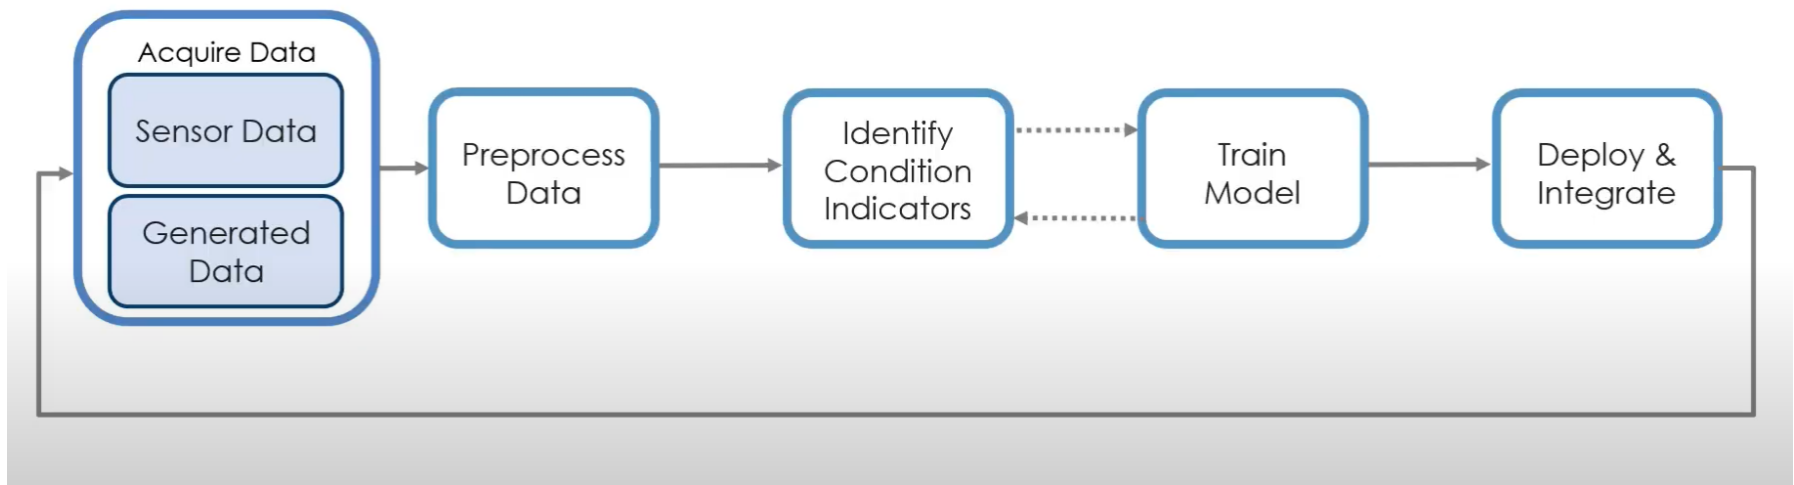 Acquire Data
Sensor Data
Generated
Data
Preprocess
Data
Identify
Condition
Indicators
Train
Model
Deploy &
Integrate